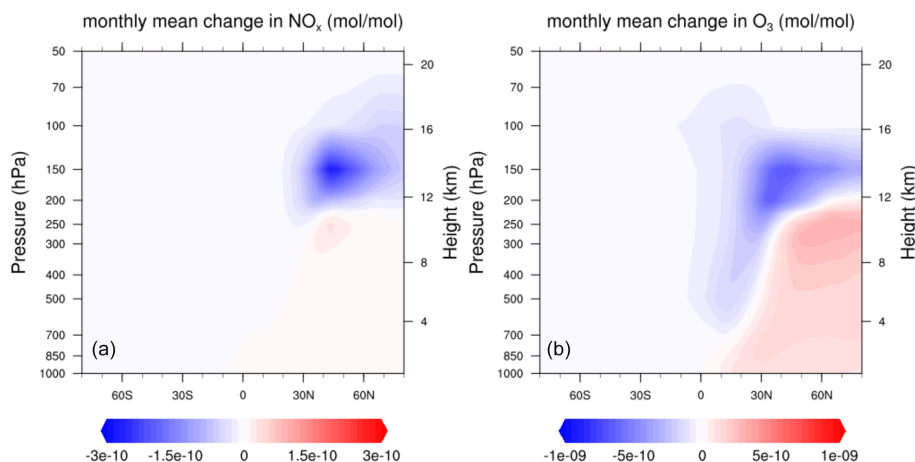 monthly mean change in NOx (mol/mol)
50
70
100
150
200
250
300
400
500
700
850
1000
Pressure (hPa)
20
16
12
8
4
Height (km)
(a)
60S 30S 0 30N 60N
-3e-10 -1.5e-10 0 1.5e-10 3e-10
monthly mean change in O3 (mol/mol)
50
70
100
150
200
250
300
400
500
700
850
1000
Pressure (hPa)
20
16
12
8
4
Height (km)
(b)
60S 30S 0 30N 60N
-1e-09 -5e-10 0 5e-10 1e-09